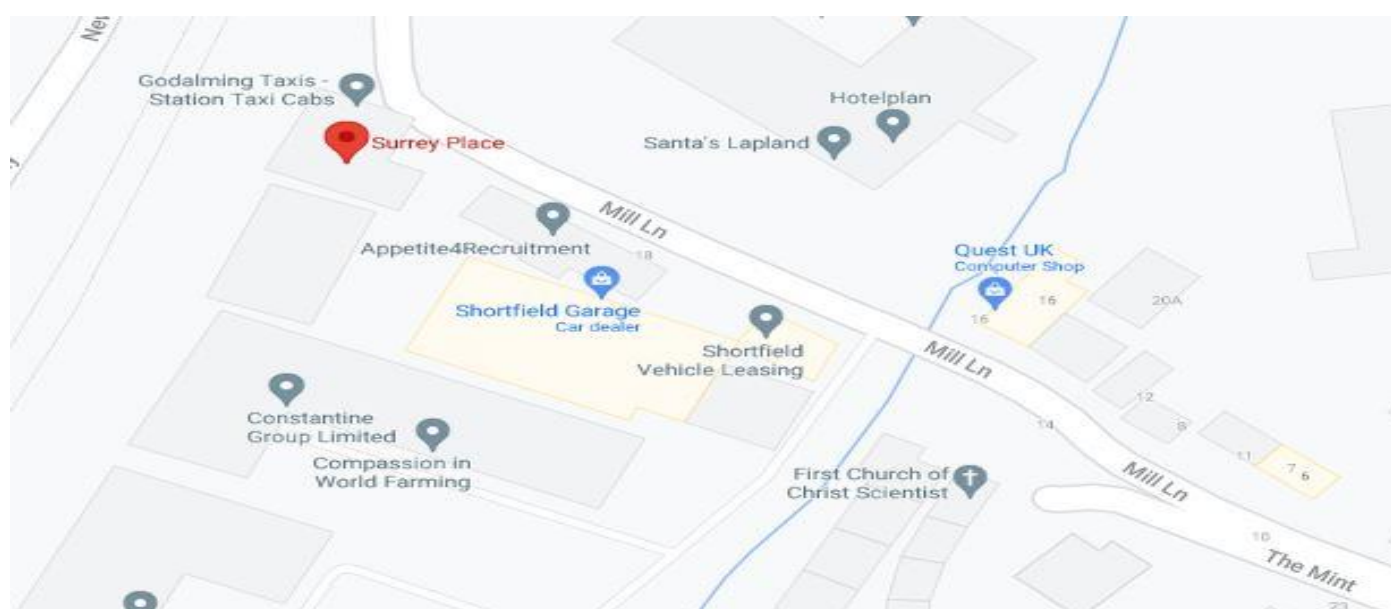 New
Godalming Taxis -
Station Taxi Cabs
Surrey Place
Hotelplan
Santa's Lapland
Mill Ln
Appetite4Recruitment
18
Quest UK
Computer Shop
16
16
20A
Shortfield Garage
Car dealer
Shortfield
Vehicle Leasing
Mill Ln
Constantine
Group Limited
Compassion in
World Farming
12
8
14
11
7
6
First Church of
Christ Scientist
Mill Ln
10
The Mint